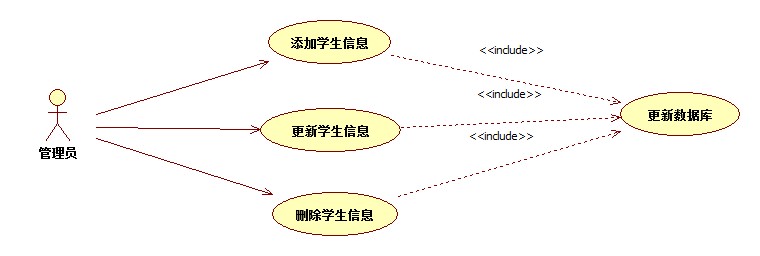 添加学生信息
<<include>>
<<include>>
更新学生信息
更新数据库
<<include>>
管理员
删除学生信息